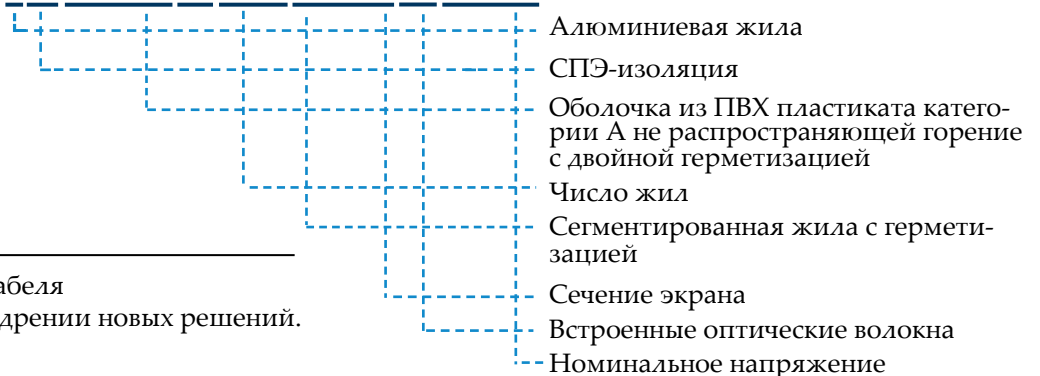 Алюминиевая жила
СПЭ-изоляция
Оболочка из ПВХ пластиката катего-
рии А не распространяющей горение
с двойной герметизацией
Число жил
Сегментированная жила с гермети-
зацией
Сечение экрана
Встроенные оптические волокна
Номинальное напряжение
абеля
дрении новых решений.